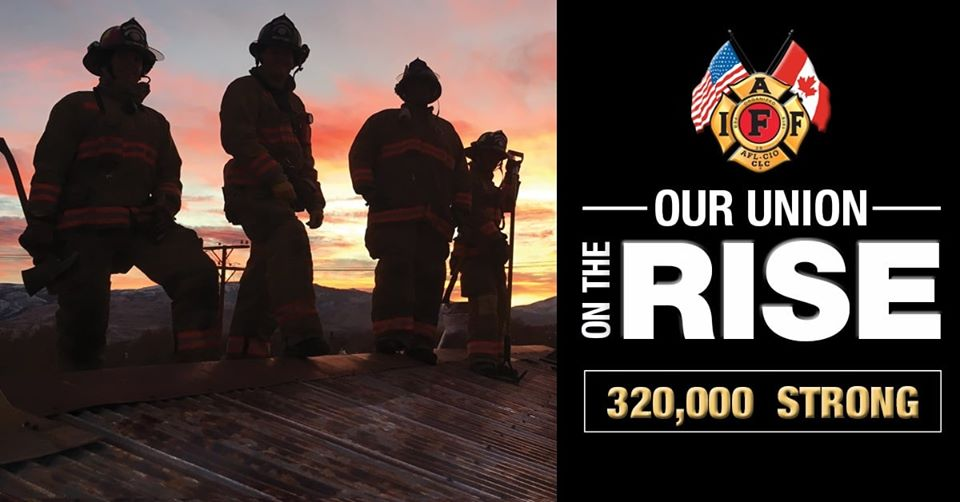 A
I F F
AFL-CIO
CLC
OUR UNION
ON THE
RISE
320,000 STRONG